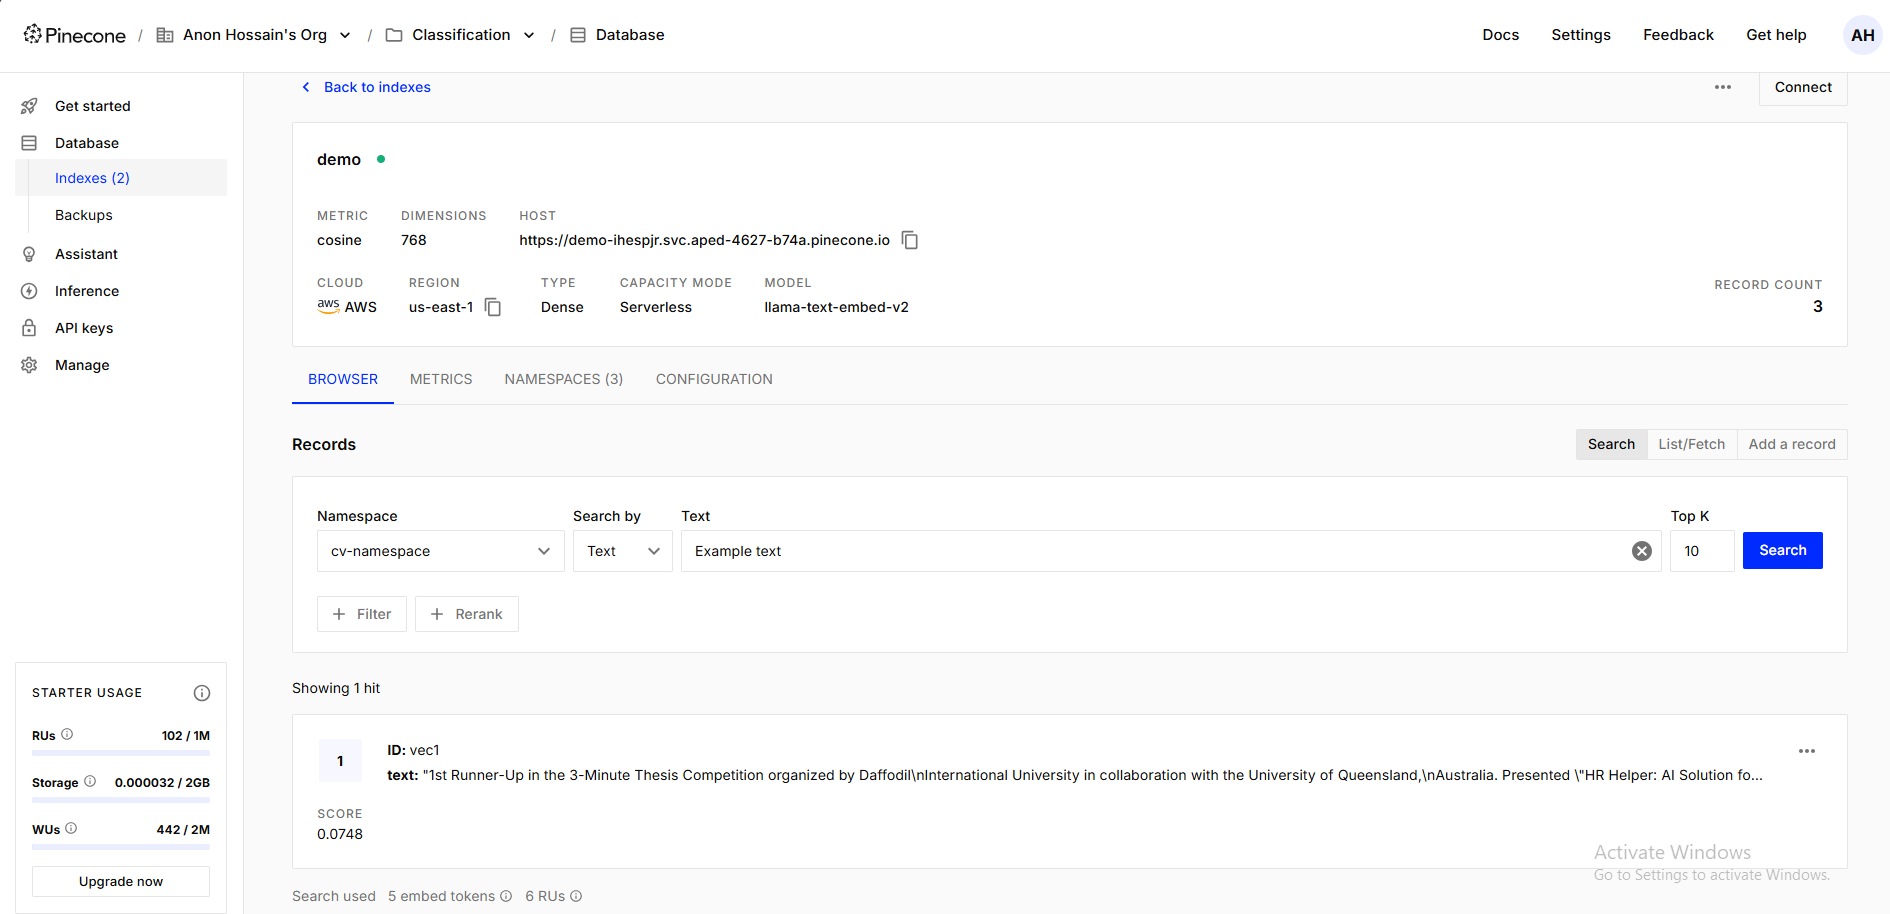 Pinecone / Anon Hossain's Org / Classification / Database Docs Settings Feedback Get help AH
Get started
Database
Indexes (2)
Backups
Assistant
Inference
API keys
Manage
STARTER USAGE
RUs 102 / 1M
Storage 0.000032 / 2GB
WUs 442 / 2M
Upgrade now
Back to indexes Connect
demo
METRIC DIMENSIONS HOST
cosine 768 https://demo-ihespjr.svc.aped-4627-b74a.pinecone.io
CLOUD REGION TYPE CAPACITY MODE MODEL RECORD COUNT
aws AWS us-east-1 Dense Serverless llama-text-embed-v2 3
BROWSER METRICS NAMESPACES (3) CONFIGURATION
Records Search List/Fetch Add a record
Namespace Search by Text Top K
cv-namespace Text Example text 10 Search
+ Filter + Rerank
Showing 1 hit
1 ID: vec1
text: "1st Runner-Up in the 3-Minute Thesis Competition organized by Daffodil\nInternational University in collaboration with the University of Queensland,\nAustralia. Presented \"HR Helper: AI Solution fo...
SCORE
0.0748
Activate Windows
Go to Settings to activate Windows.
Search used 5 embed tokens 6 RUs